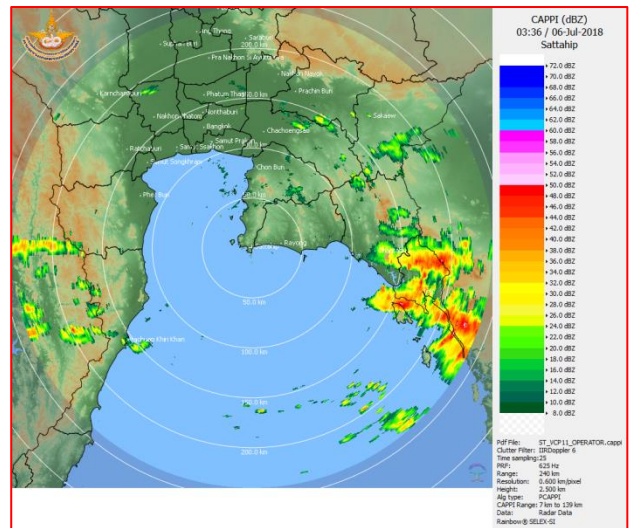 CAPPI (dBZ)
03:36 / 06-Jul-2018
Sattahip
72.0 dBZ
70.0 dBZ
68.0 dBZ
66.0 dBZ
64.0 dBZ
62.0 dBZ
60.0 dBZ
58.0 dBZ
56.0 dBZ
54.0 dBZ
52.0 dBZ
50.0 dBZ
48.0 dBZ
46.0 dBZ
44.0 dBZ
42.0 dBZ
40.0 dBZ
38.0 dBZ
36.0 dBZ
34.0 dBZ
32.0 dBZ
30.0 dBZ
28.0 dBZ
26.0 dBZ
24.0 dBZ
22.0 dBZ
20.0 dBZ
18.0 dBZ
16.0 dBZ
14.0 dBZ
12.0 dBZ
10.0 dBZ
8.0 dBZ
Pdf File: ST_VCP11_OPERATOR.cappi
Clutter Filter: IIRDoppler 6
Time sampling:25
PRF: 625 Hz
Range: 240 km
Resolution: 0.600 km/pixel
Height: 2.500 km
Alg type: PCAPPI
CAPPI Range: 7 km to 139 km
Data: Radar Data
Rainbow® SELEX-SI
Ang Thong
Saraburi
200.0 km
Pra Nakhon Si Ayutthaya
Nakhon Nayok
Kanchanaburi
Phatum Thani
Prachin Buri
Nonthaburi
Nakhon Pathom
Sakaeo
Bangkok
Chachoengsao
Samut Prakan
Ratchaburi
Samut Sakhon
Samut Songkhram
Chon Buri
Rayong
50.0 km
100.0 km
200.0 km